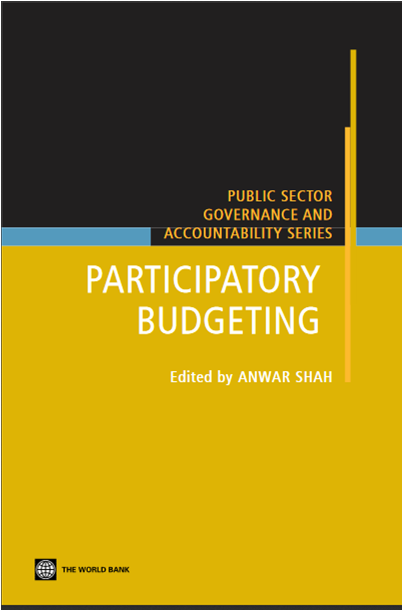 PUBLIC SECTOR
GOVERNANCE AND
ACCOUNTABILITY SERIES
PARTICIPATORY
BUDGETING
Edited by ANWAR SHAH
THE WORLD BANK